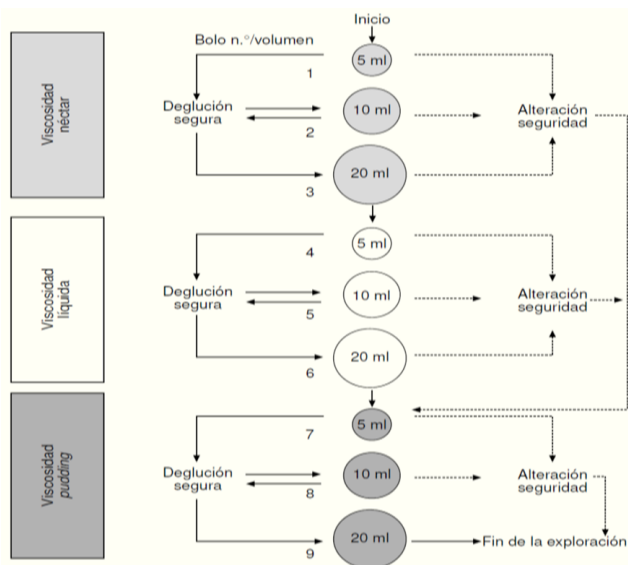 Inicio
Bolo n.°/volumen
Viscosidad
néctar
1
5 ml
Deglución
segura
2
10 ml
Alteración
seguridad
3
20 ml
Viscosidad
líquida
4
5 ml
Deglución
segura
5
10 ml
Alteración
seguridad
6
20 ml
Viscosidad
pudding
7
5 ml
Deglución
segura
8
10 ml
Alteración
seguridad
9
20 ml
Fin de la exploración